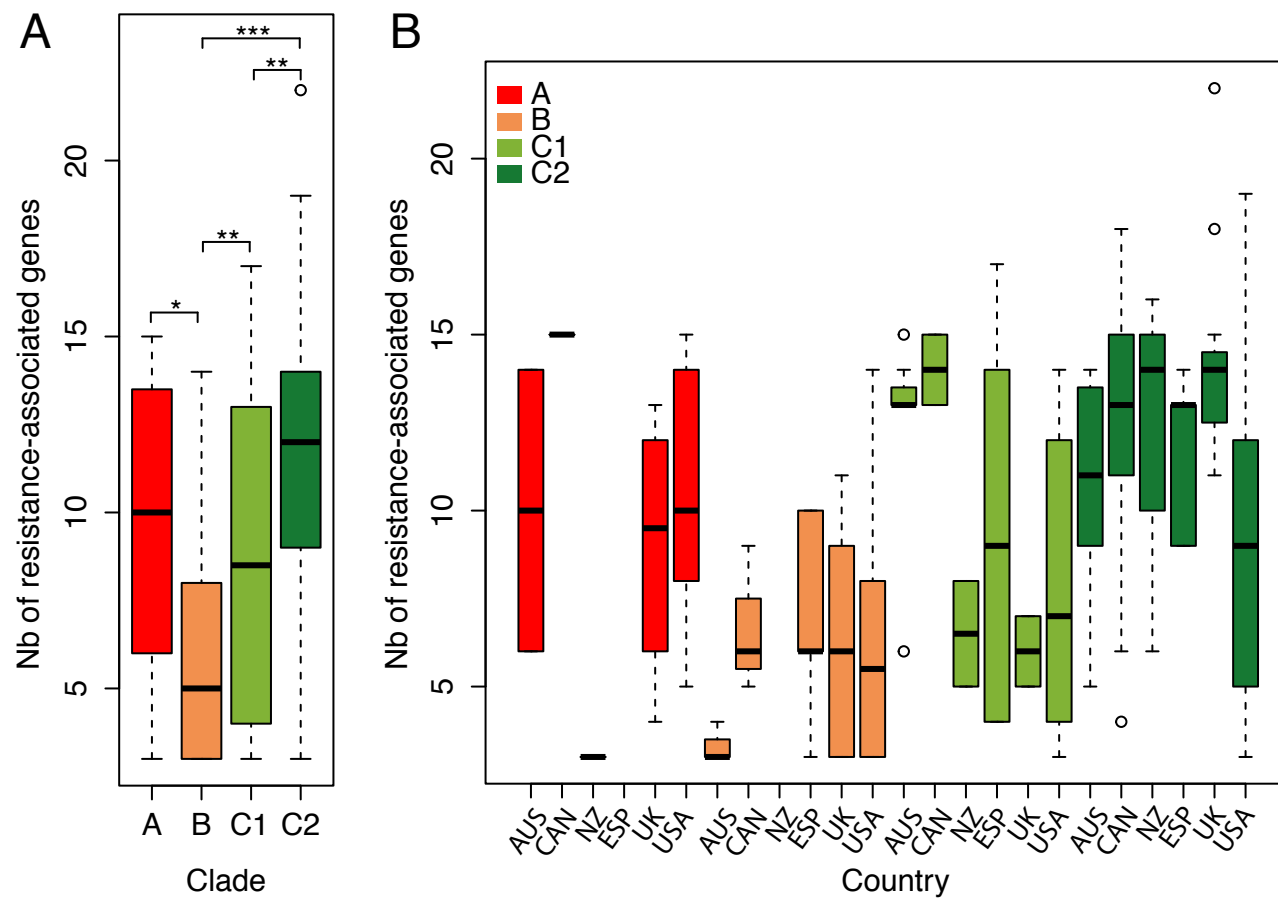 A
B
***
**
**
*
20
15
10
5
Nb of resistance-associated genes
A B C1 C2
Clade
A
B
C1
C2
20
15
10
5
Nb of resistance-associated genes
AUS CAN NZ ESP UK USA AUS CAN NZ ESP UK USA AUS CAN NZ ESP UK USA AUS CAN NZ ESP UK USA
Country